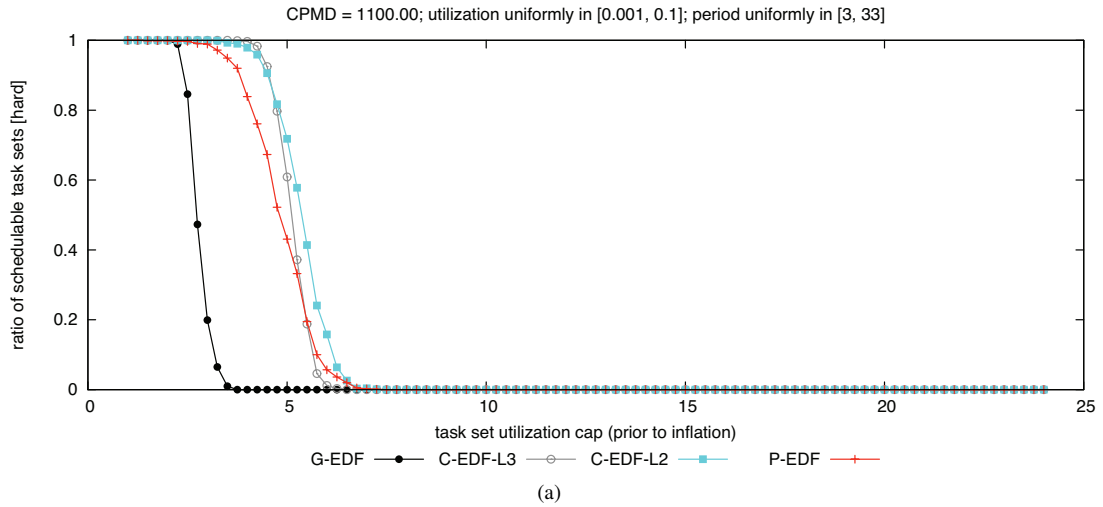 CPMD = 1100.00; utilization uniformly in [0.001, 0.1]; period uniformly in [3, 33]
ratio of schedulable task sets [hard]
1
0.8
0.6
0.4
0.2
0
0 5 10 15 20 25
task set utilization cap (prior to inflation)
G-EDF C-EDF-L3 C-EDF-L2 P-EDF
(a)